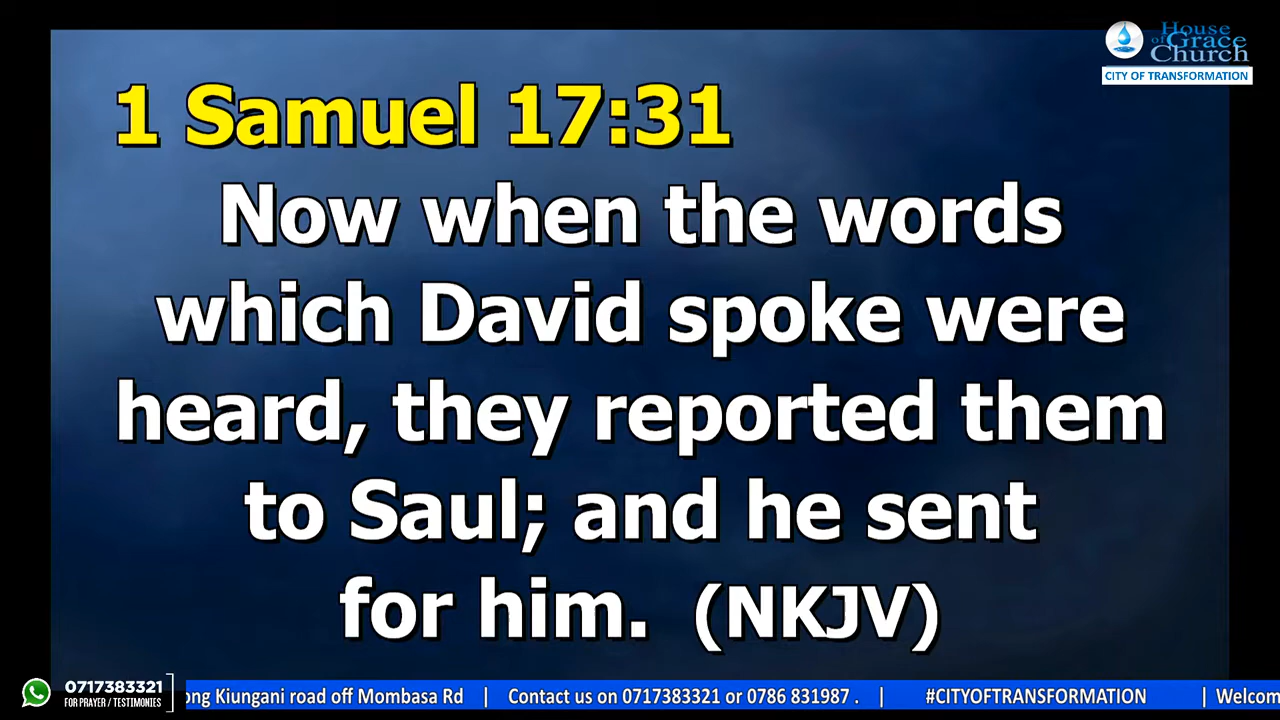 House
of Grace
Church
CITY OF TRANSFORMATION
1 Samuel 17:31
Now when the words
which David spoke were
heard, they reported them
to Saul; and he sent
for him. (NKJV)
0717383321
FOR PRAYER / TESTIMONIES
ong Kiungani road off Mombasa Rd | Contact us on 0717383321 or 0786 831987 . | #CITYOFTRANSFORMATION | Welcom